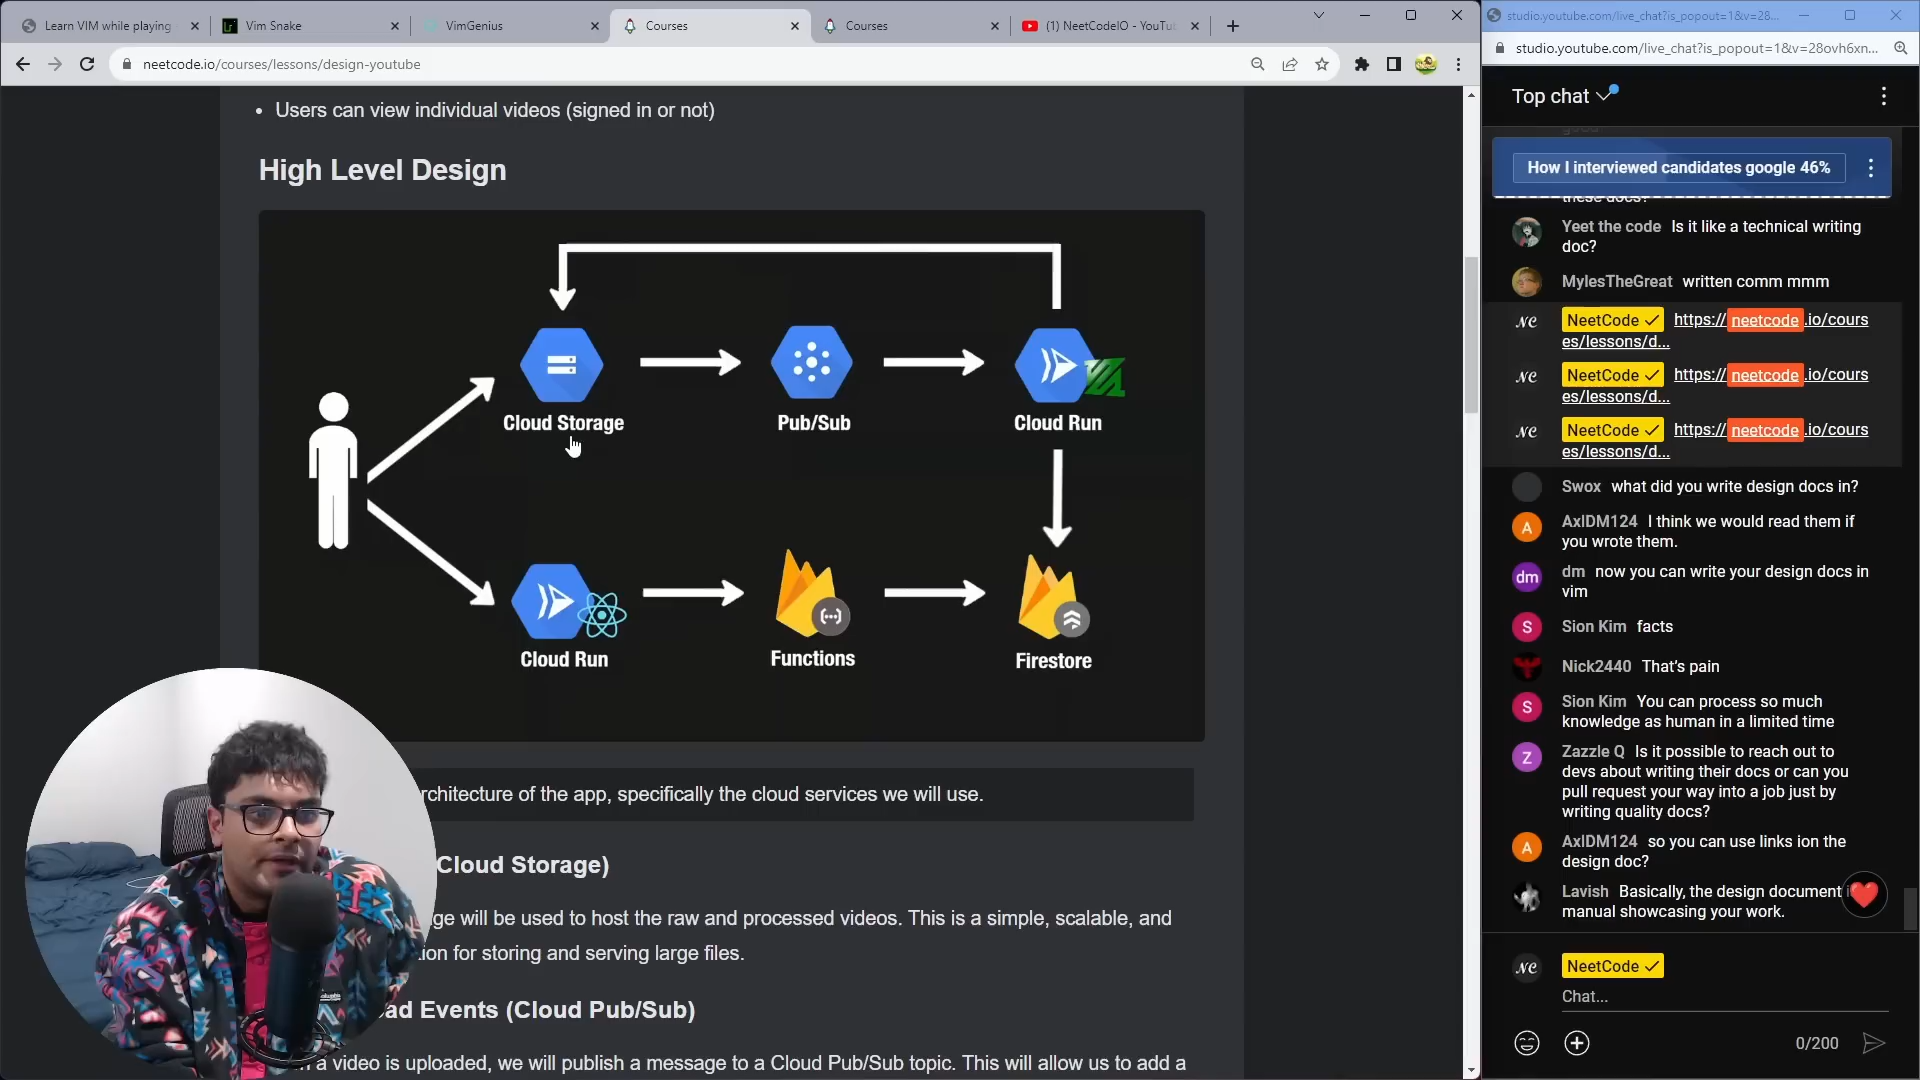 Learn VIM while playing
Vim Snake
VimGenius
Courses
Courses
(1) NeetCodeIO - YouTu
neetcode.io/courses/lessons/design-youtube
Users can view individual videos (signed in or not)
High Level Design
Cloud Storage
Pub/Sub
Cloud Run
Cloud Run
Functions
Firestore
rchitecture of the app, specifically the cloud services we will use.
Cloud Storage)
ge will be used to host the raw and processed videos. This is a simple, scalable, and
tion for storing and serving large files.
ad Events (Cloud Pub/Sub)
a video is uploaded, we will publish a message to a Cloud Pub/Sub topic. This will allow us to add a
studio.youtube.com/live_chat?is_popout=1&v=28...
studio.youtube.com/live_chat?is_popout=1&v=28ovh6xn...
Top chat
How I interviewed candidates google 46%
these docs?
Yeet the code Is it like a technical writing
doc?
MylesTheGreat written comm mmm
NeetCode https://neetcode.io/cours
es/lessons/d...
NeetCode https://neetcode.io/cours
es/lessons/d...
NeetCode https://neetcode.io/cours
es/lessons/d...
Swox what did you write design docs in?
AxlDM124 I think we would read them if
you wrote them.
dm now you can write your design docs in
vim
Sion Kim facts
Nick2440 That's pain
Sion Kim You can process so much
knowledge as human in a limited time
Zazzle Q Is it possible to reach out to
devs about writing their docs or can you
pull request your way into a job just by
writing quality docs?
AxlDM124 so you can use links ion the
design doc?
Lavish Basically, the design document
manual showcasing your work.
NeetCode
Chat...
0/200